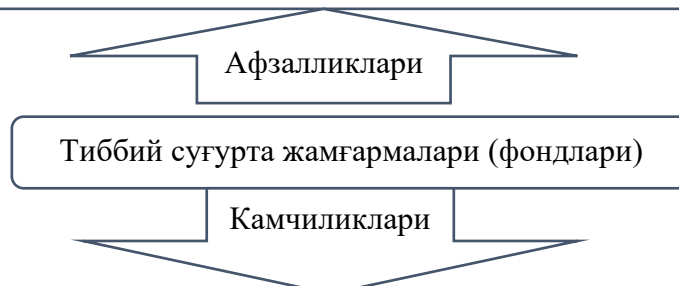 Афзалликлари
Тиббий суғурта жамғармалари (фондлари)
Камчиликлари